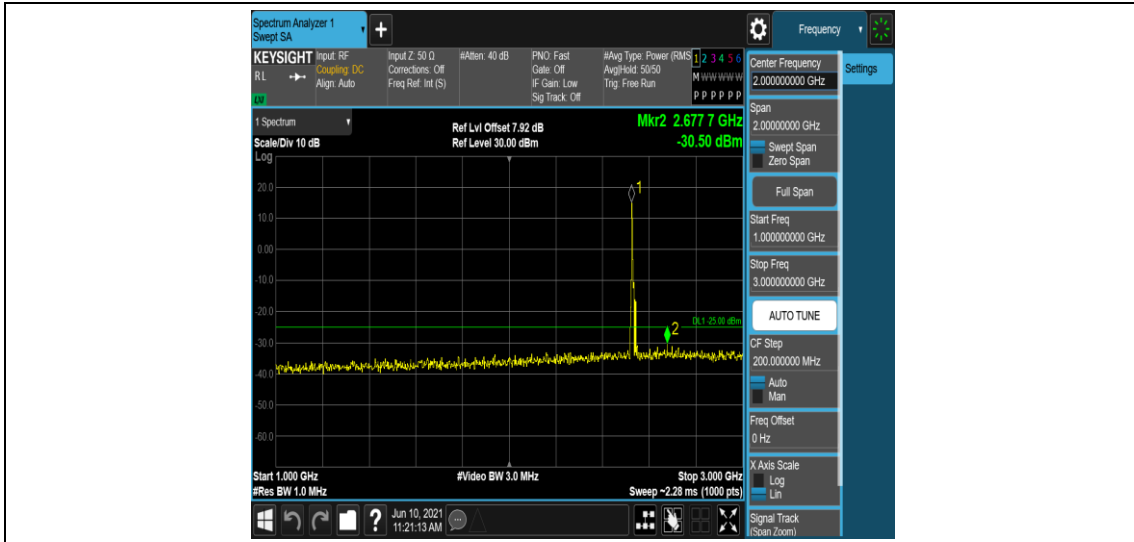 Spectrum Analyzer 1
Swept SA
+
Frequency
KEYSIGHT
RL
Input: RF
Coupling: DC
Align: Auto
Input Z: 50 Ω
Corrections: Off
Freq Ref: Int (S)
#Atten: 40 dB
PNO: Fast
Gate: Off
IF Gain: Low
Sig Track: Off
#Avg Type: Power (RMS
Avg|Hold: 50/50
Trig: Free Run
1 2 3 4 5 6
M W W W W W
P P P P P P
1 Spectrum
Scale/Div 10 dB
Log
Ref Lvl Offset 7.92 dB
Ref Level 30.00 dBm
Mkr2 2.677 7 GHz
-30.50 dBm
20.0
10.0
0.00
-10.0
-20.0
-30.0
-40.0
-50.0
-60.0
1
2
DL1 -25.00 dBm
Start 1.000 GHz
#Res BW 1.0 MHz
#Video BW 3.0 MHz
Stop 3.000 GHz
Sweep ~2.28 ms (1000 pts)
Center Frequency
2.000000000 GHz
Settings
Span
2.00000000 GHz
Swept Span
Zero Span
Full Span
Start Freq
1.000000000 GHz
Stop Freq
3.000000000 GHz
AUTO TUNE
CF Step
200.000000 MHz
Auto
Man
Freq Offset
0 Hz
X Axis Scale
Log
Lin
Signal Track
(Span Zoom)
?
Jun 10, 2021
11:21:13 AM